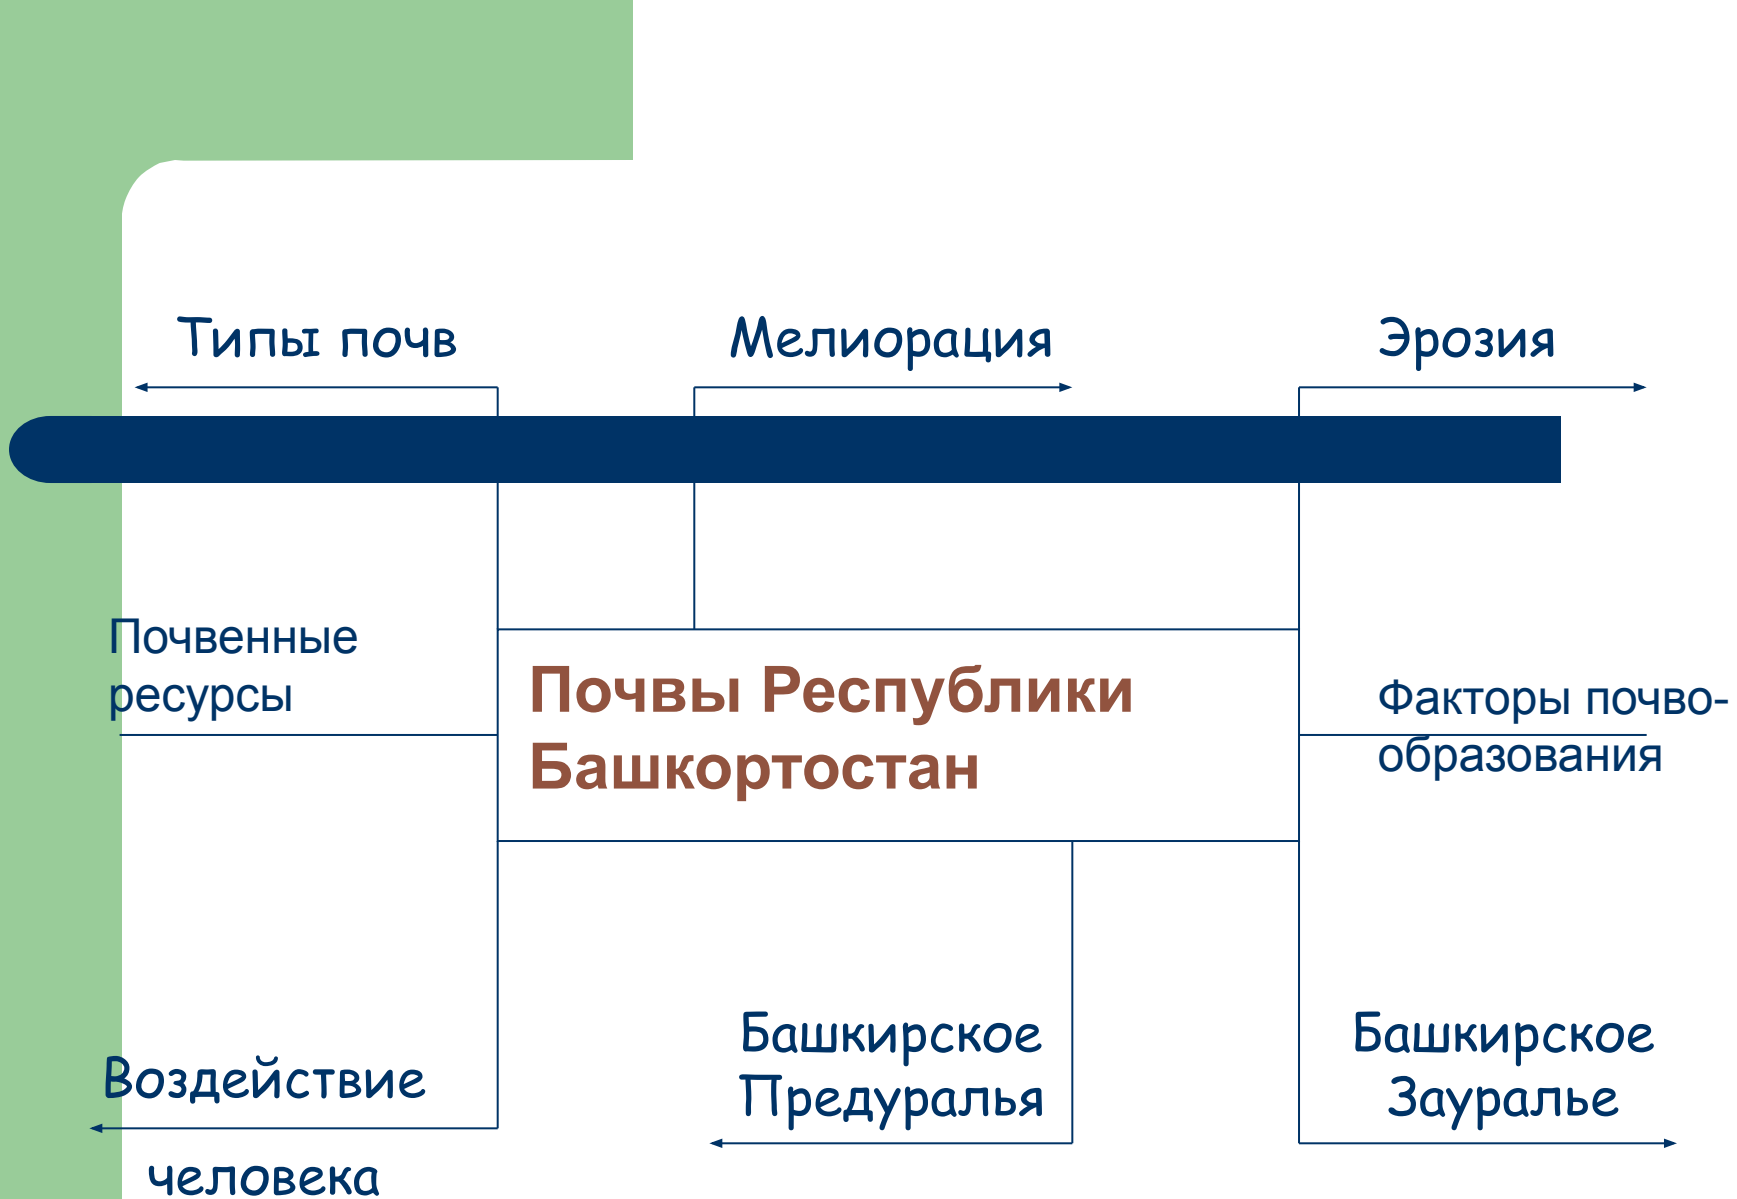 Типы почв
Мелиорация
Эрозия
Почвенные
ресурсы
Почвы Республики
Башкортостан
Факторы почво-
образования
Воздействие
человека
Башкирское
Предуралья
Башкирское
Зауралье